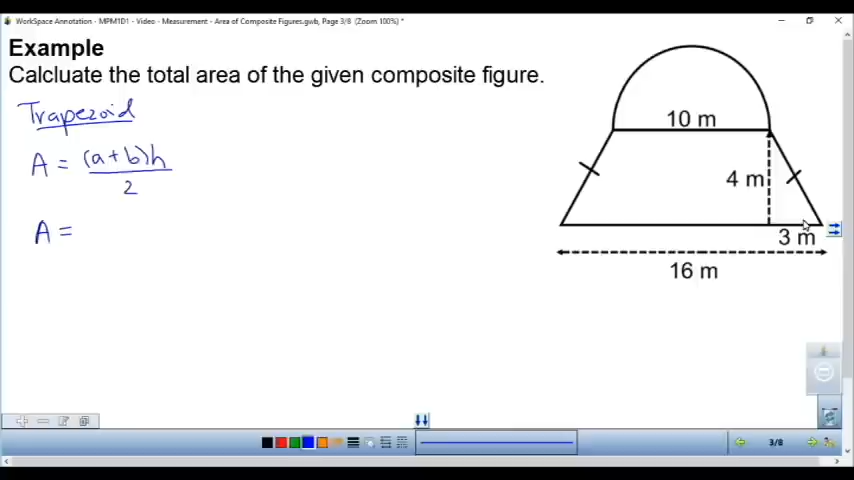 WorkSpace Annotation - MPM1D1 - Video - Measurement - Area of Composite Figures.gwb, Page 3/8 (Zoom 100%) *
Example
Calcluate the total area of the given composite figure.
Trapezoid
A = (a+b)h
2
A =
10 m
4 m
3 m
16 m
3/8